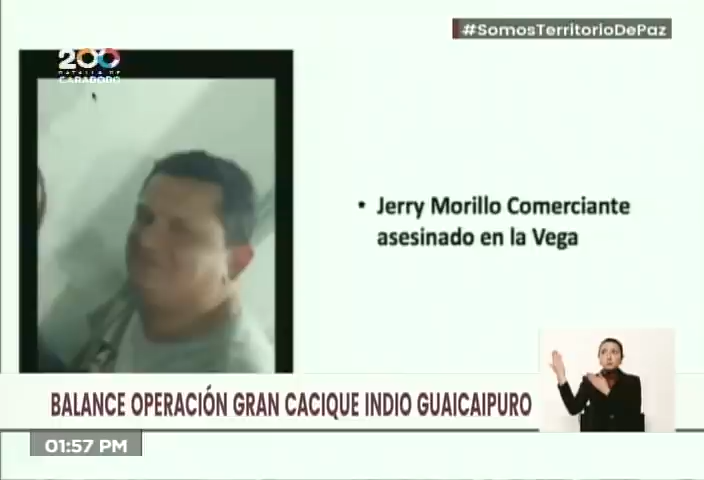 #SomosTerritorioDePaz
200
BATALLA DE
CARABOBO
• Jerry Morillo Comerciante
asesinado en la Vega
BALANCE OPERACIÓN GRAN CACIQUE INDIO GUAICAIPURO
01:57 PM